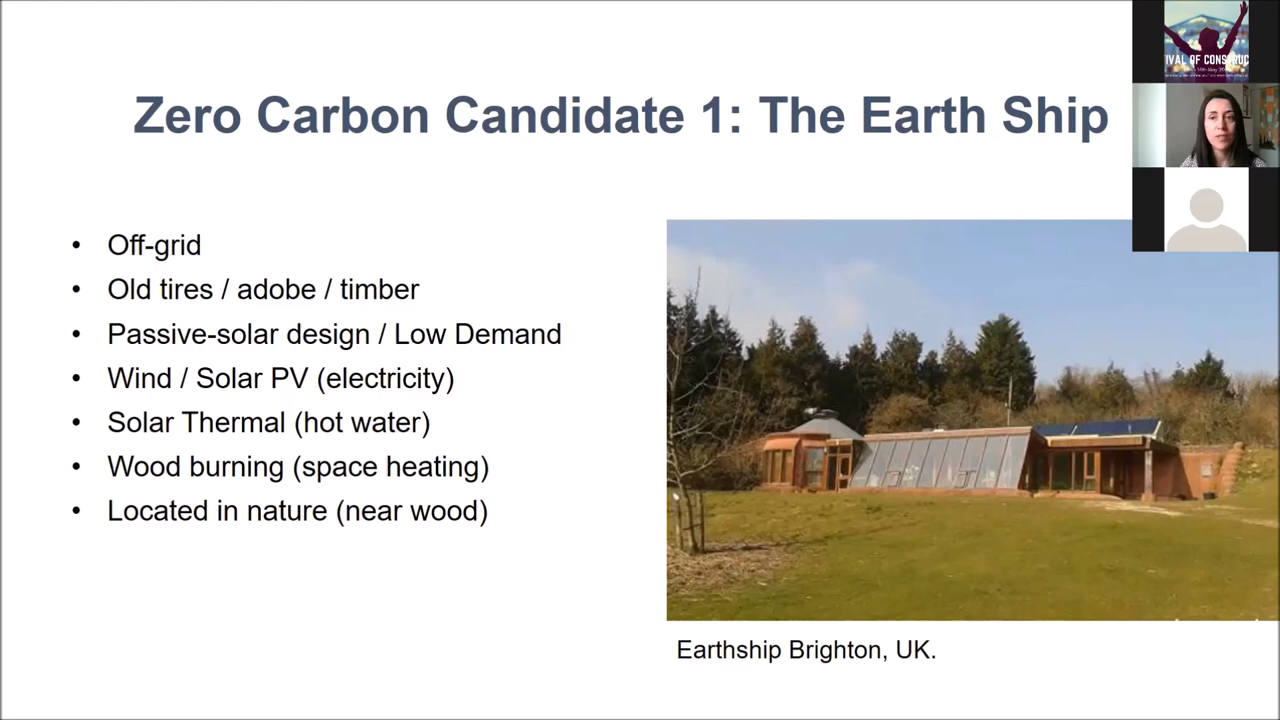 Zero Carbon Candidate 1: The Earth Ship
IVAL OF CONSTRUC
• Off-grid
• Old tires / adobe / timber
• Passive-solar design / Low Demand
• Wind / Solar PV (electricity)
• Solar Thermal (hot water)
• Wood burning (space heating)
• Located in nature (near wood)
Earthship Brighton, UK.